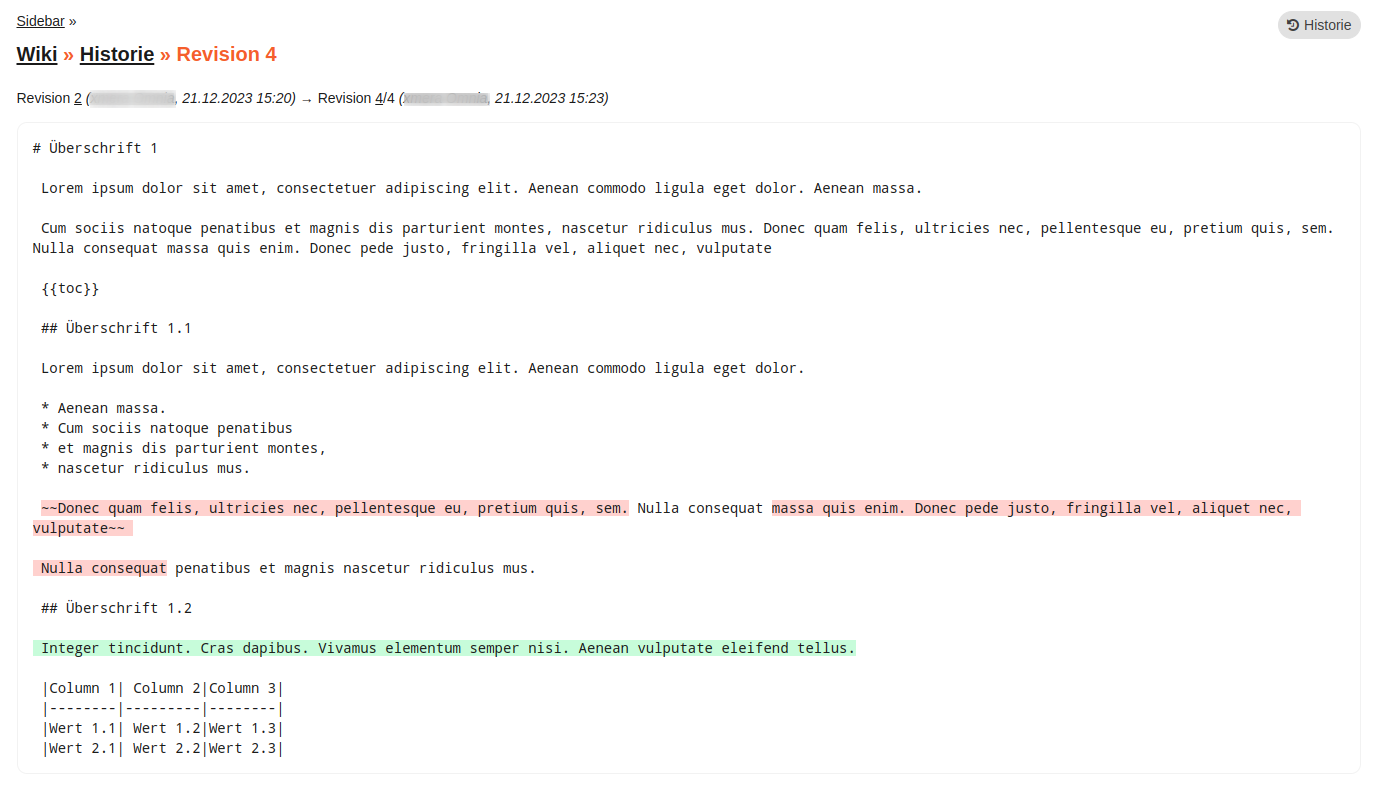 Sidebar »
Historie
Wiki » Historie » Revision 4
Revision 2 (, 21.12.2023 15:20) → Revision 4/4 (, 21.12.2023 15:23)
# Überschrift 1
Lorem ipsum dolor sit amet, consectetuer adipiscing elit. Aenean commodo ligula eget dolor. Aenean massa.
Cum sociis natoque penatibus et magnis dis parturient montes, nascetur ridiculus mus. Donec quam felis, ultricies nec, pellentesque eu, pretium quis, sem.
Nulla consequat massa quis enim. Donec pede justo, fringilla vel, aliquet nec, vulputate
{{toc}}
## Überschrift 1.1
Lorem ipsum dolor sit amet, consectetuer adipiscing elit. Aenean commodo ligula eget dolor.
* Aenean massa.
* Cum sociis natoque penatibus
* et magnis dis parturient montes,
* nascetur ridiculus mus.
~~Donec quam felis, ultricies nec, pellentesque eu, pretium quis, sem. Nulla consequat massa quis enim. Donec pede justo, fringilla vel, aliquet nec,
vulputate~~
Nulla consequat penatibus et magnis nascetur ridiculus mus.
## Überschrift 1.2
Integer tincidunt. Cras dapibus. Vivamus elementum semper nisi. Aenean vulputate eleifend tellus.
|Column 1| Column 2|Column 3|
|--------|---------|--------|
|Wert 1.1| Wert 1.2|Wert 1.3|
|Wert 2.1| Wert 2.2|Wert 2.3|